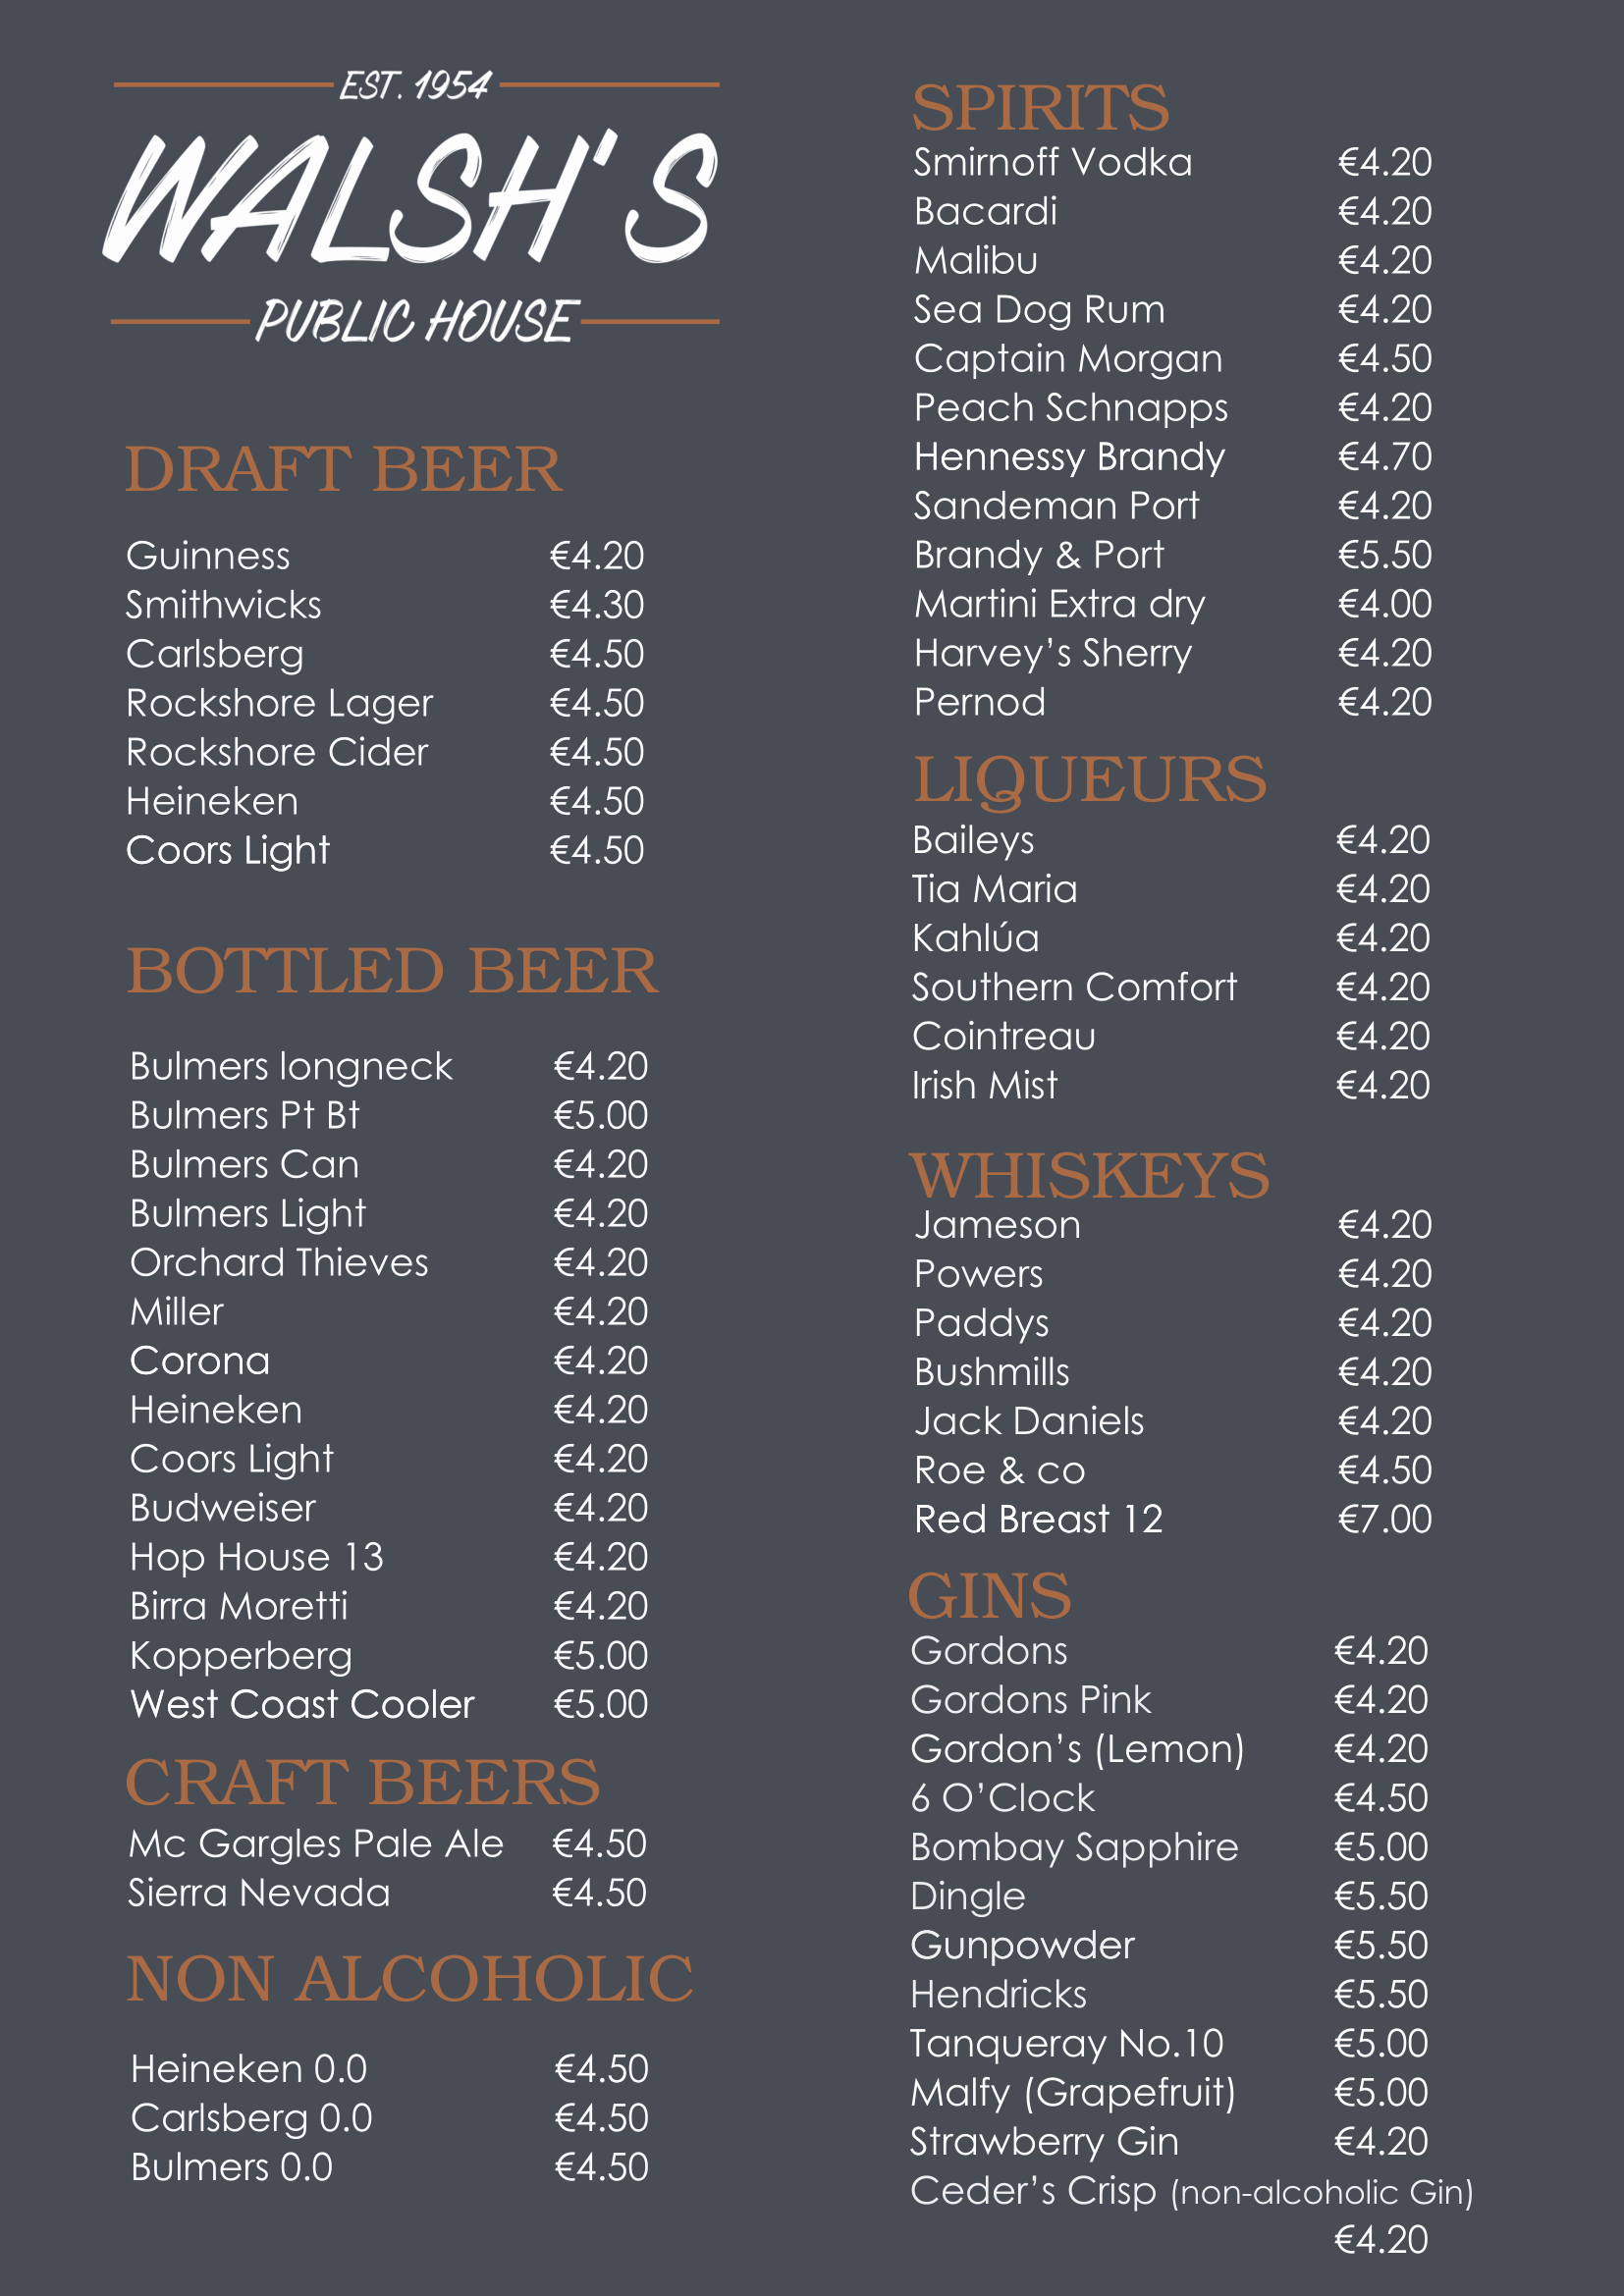 EST. 1954
WALSH'S
PUBLIC HOUSE
DRAFT BEER
Guinness €4.20
Smithwicks €4.30
Carlsberg €4.50
Rockshore Lager €4.50
Rockshore Cider €4.50
Heineken €4.50
Coors Light €4.50
BOTTLED BEER
Bulmers longneck €4.20
Bulmers Pt Bt €5.00
Bulmers Can €4.20
Bulmers Light €4.20
Orchard Thieves €4.20
Miller €4.20
Corona €4.20
Heineken €4.20
Coors Light €4.20
Budweiser €4.20
Hop House 13 €4.20
Birra Moretti €4.20
Kopperberg €5.00
West Coast Cooler €5.00
CRAFT BEERS
Mc Gargles Pale Ale €4.50
Sierra Nevada €4.50
NON ALCOHOLIC
Heineken 0.0 €4.50
Carlsberg 0.0 €4.50
Bulmers 0.0 €4.50
SPIRITS
Smirnoff Vodka €4.20
Bacardi €4.20
Malibu €4.20
Sea Dog Rum €4.20
Captain Morgan €4.50
Peach Schnapps €4.20
Hennessy Brandy €4.70
Sandeman Port €4.20
Brandy & Port €5.50
Martini Extra dry €4.00
Harvey's Sherry €4.20
Pernod €4.20
LIQUEURS
Baileys €4.20
Tia Maria €4.20
Kahlúa €4.20
Southern Comfort €4.20
Cointreau €4.20
Irish Mist €4.20
WHISKEYS
Jameson €4.20
Powers €4.20
Paddys €4.20
Bushmills €4.20
Jack Daniels €4.20
Roe & co €4.50
Red Breast 12 €7.00
GINS
Gordons €4.20
Gordons Pink €4.20
Gordon's (Lemon) €4.20
6 O'Clock €4.50
Bombay Sapphire €5.00
Dingle €5.50
Gunpowder €5.50
Hendricks €5.50
Tanqueray No.10 €5.00
Malfy (Grapefruit) €5.00
Strawberry Gin €4.20
Ceder's Crisp (non-alcoholic Gin)
€4.20